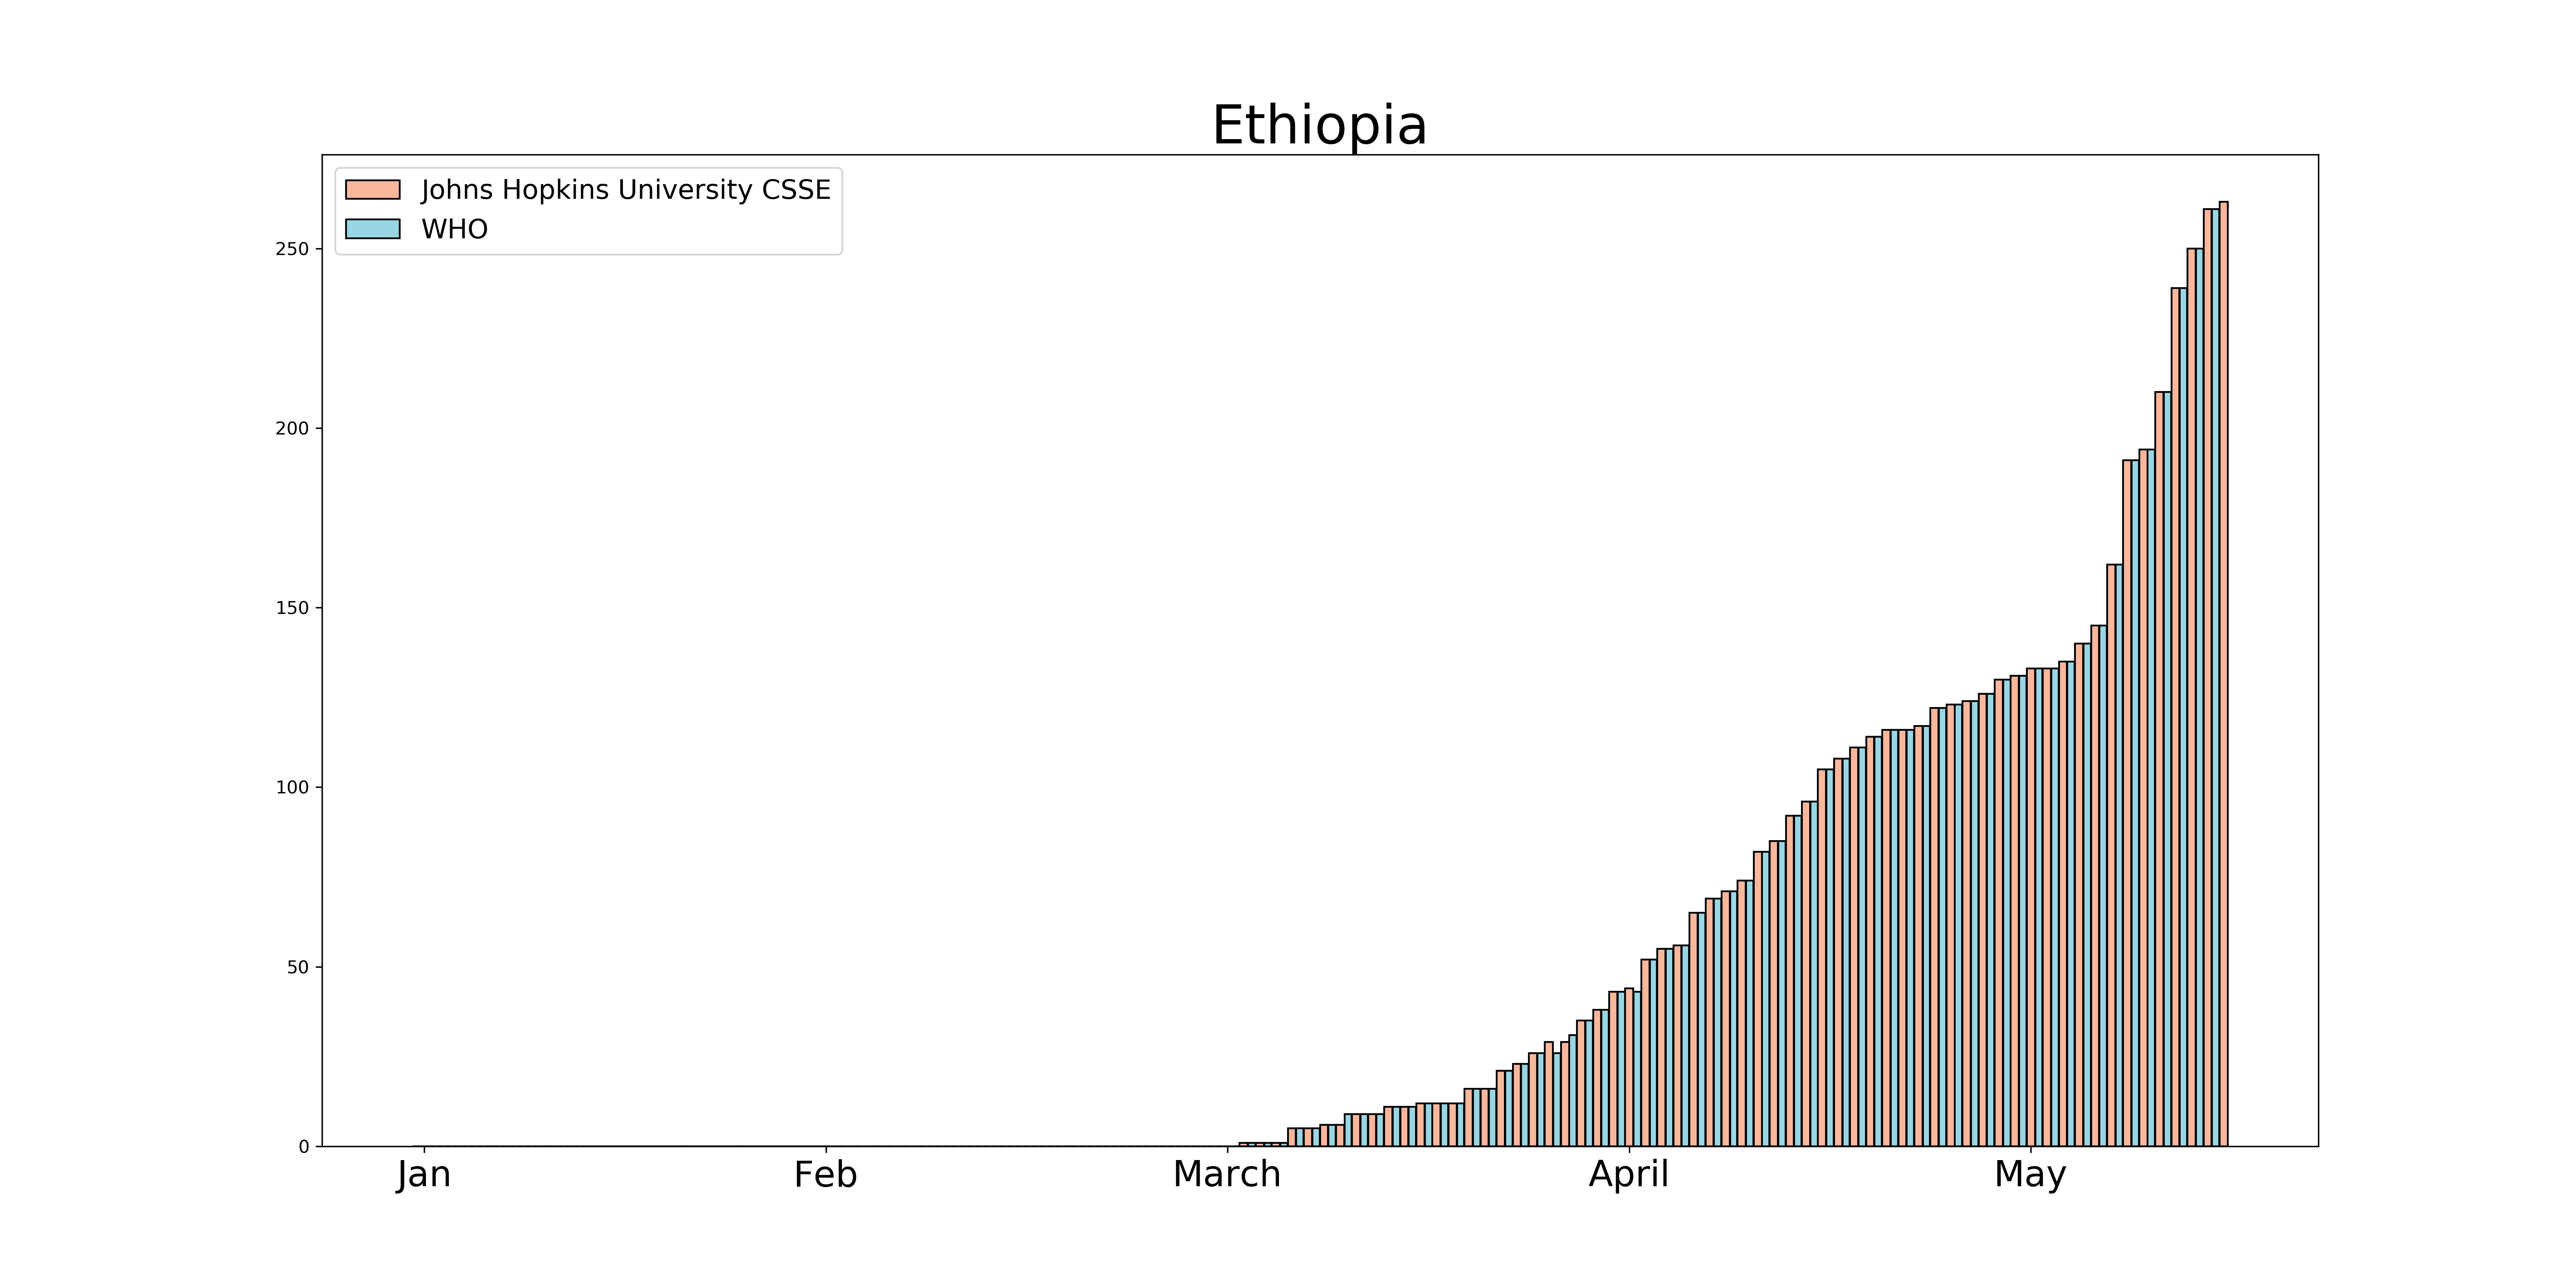 Ethiopia
Johns Hopkins University CSSE
WHO
250
200
150
100
50
0
Jan Feb March April May